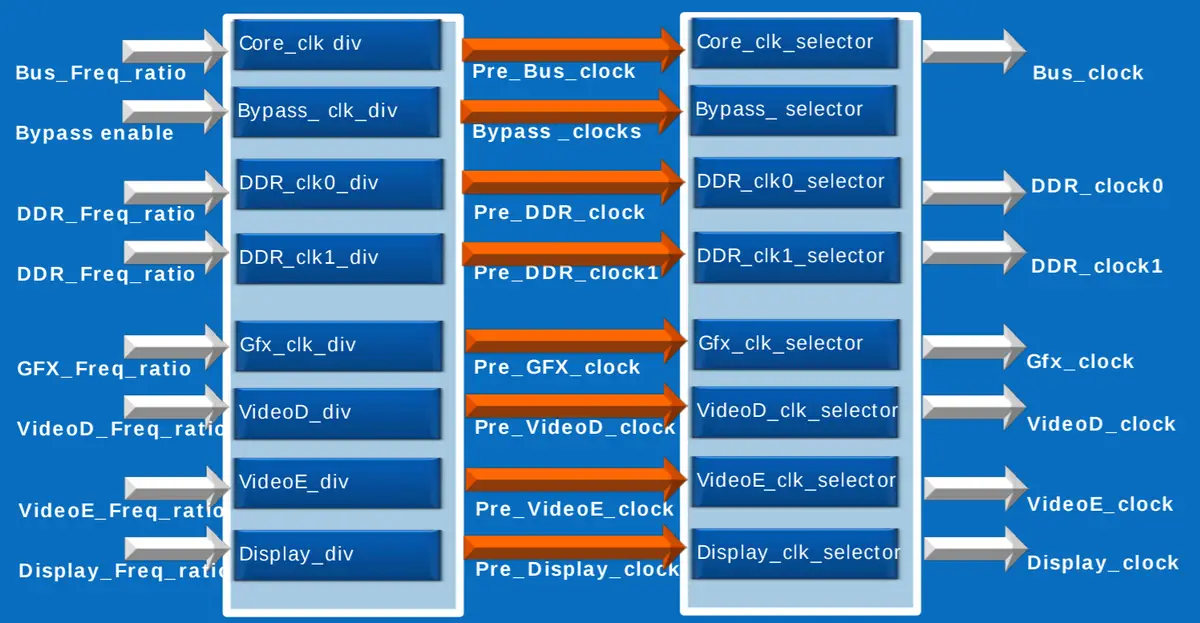 Core_clk div
Core_clk_selector
Bus_Freq_ratio
Pre_Bus_clock
Bus_clock
Bypass_ clk_div
Bypass_ selector
Bypass enable
Bypass _clocks
DDR_clk0_div
DDR_clk0_selector
DDR_clock0
DDR_Freq_ratio
Pre_DDR_clock
DDR_clk1_div
DDR_clk1_selector
DDR_clock1
DDR_Freq_ratio
Pre_DDR_clock1
Gfx_clk_div
Gfx_clk_selector
Gfx_clock
GFX_Freq_ratio
Pre_GFX_clock
VideoD_div
VideoD_clk_selector
VideoD_clock
VideoD_Freq_ratio
Pre_VideoD_clock
VideoE_div
VideoE_clk_selector
VideoE_clock
VideoE_Freq_ratio
Pre_VideoE_clock
Display_div
Display_clk_selector
Display_clock
Display_Freq_ratio
Pre_Display_clock